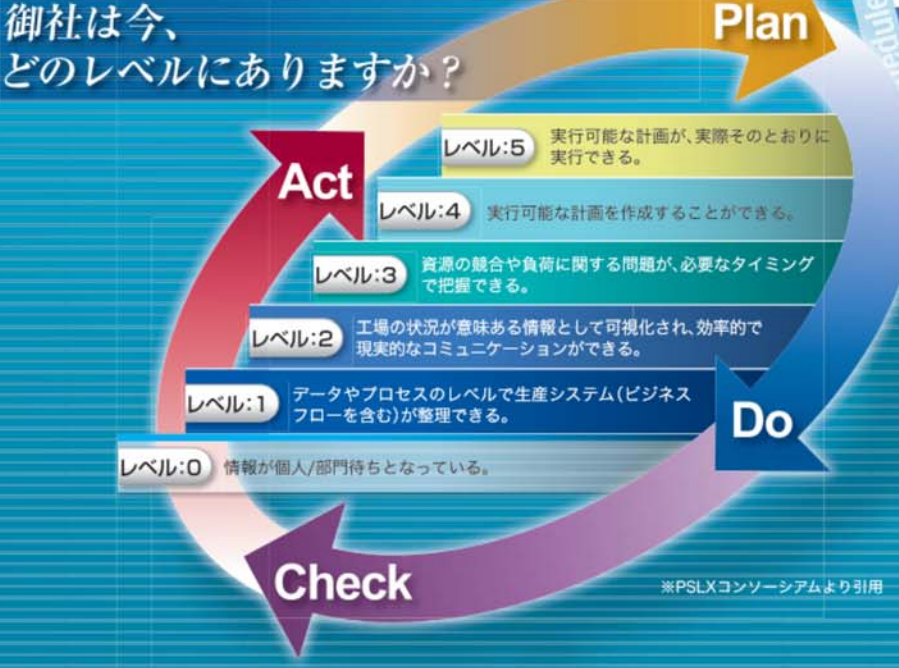 御社は今、
どのレベルにありますか?
Plan
Act
レベル:5
実行可能な計画が、実際そのとおりに
実行できる。
レベル:4
実行可能な計画を作成することができる。
レベル:3
資源の競合や負荷に関する問題が、必要なタイミング
で把握できる。
レベル:2
工場の状況が意味ある情報として可視化され、効率的で
現実的なコミュニケーションができる。
レベル:1
データやプロセスのレベルで生産システム(ビジネス
フローを含む)が整理できる。
Do
レベル:0
情報が個人/部門待ちとなっている。
Check
※PSLXコンソーシアムより引用